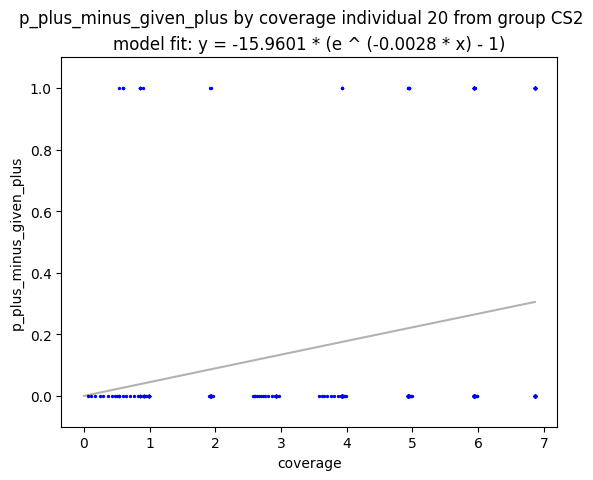 p_plus_minus_given_plus by coverage individual 20 from group CS2
model fit: y = -15.9601 * (e ^ (-0.0028 * x) - 1)
1.0
0.8
0.6
0.4
0.2
0.0
p_plus_minus_given_plus
0 1 2 3 4 5 6 7
coverage